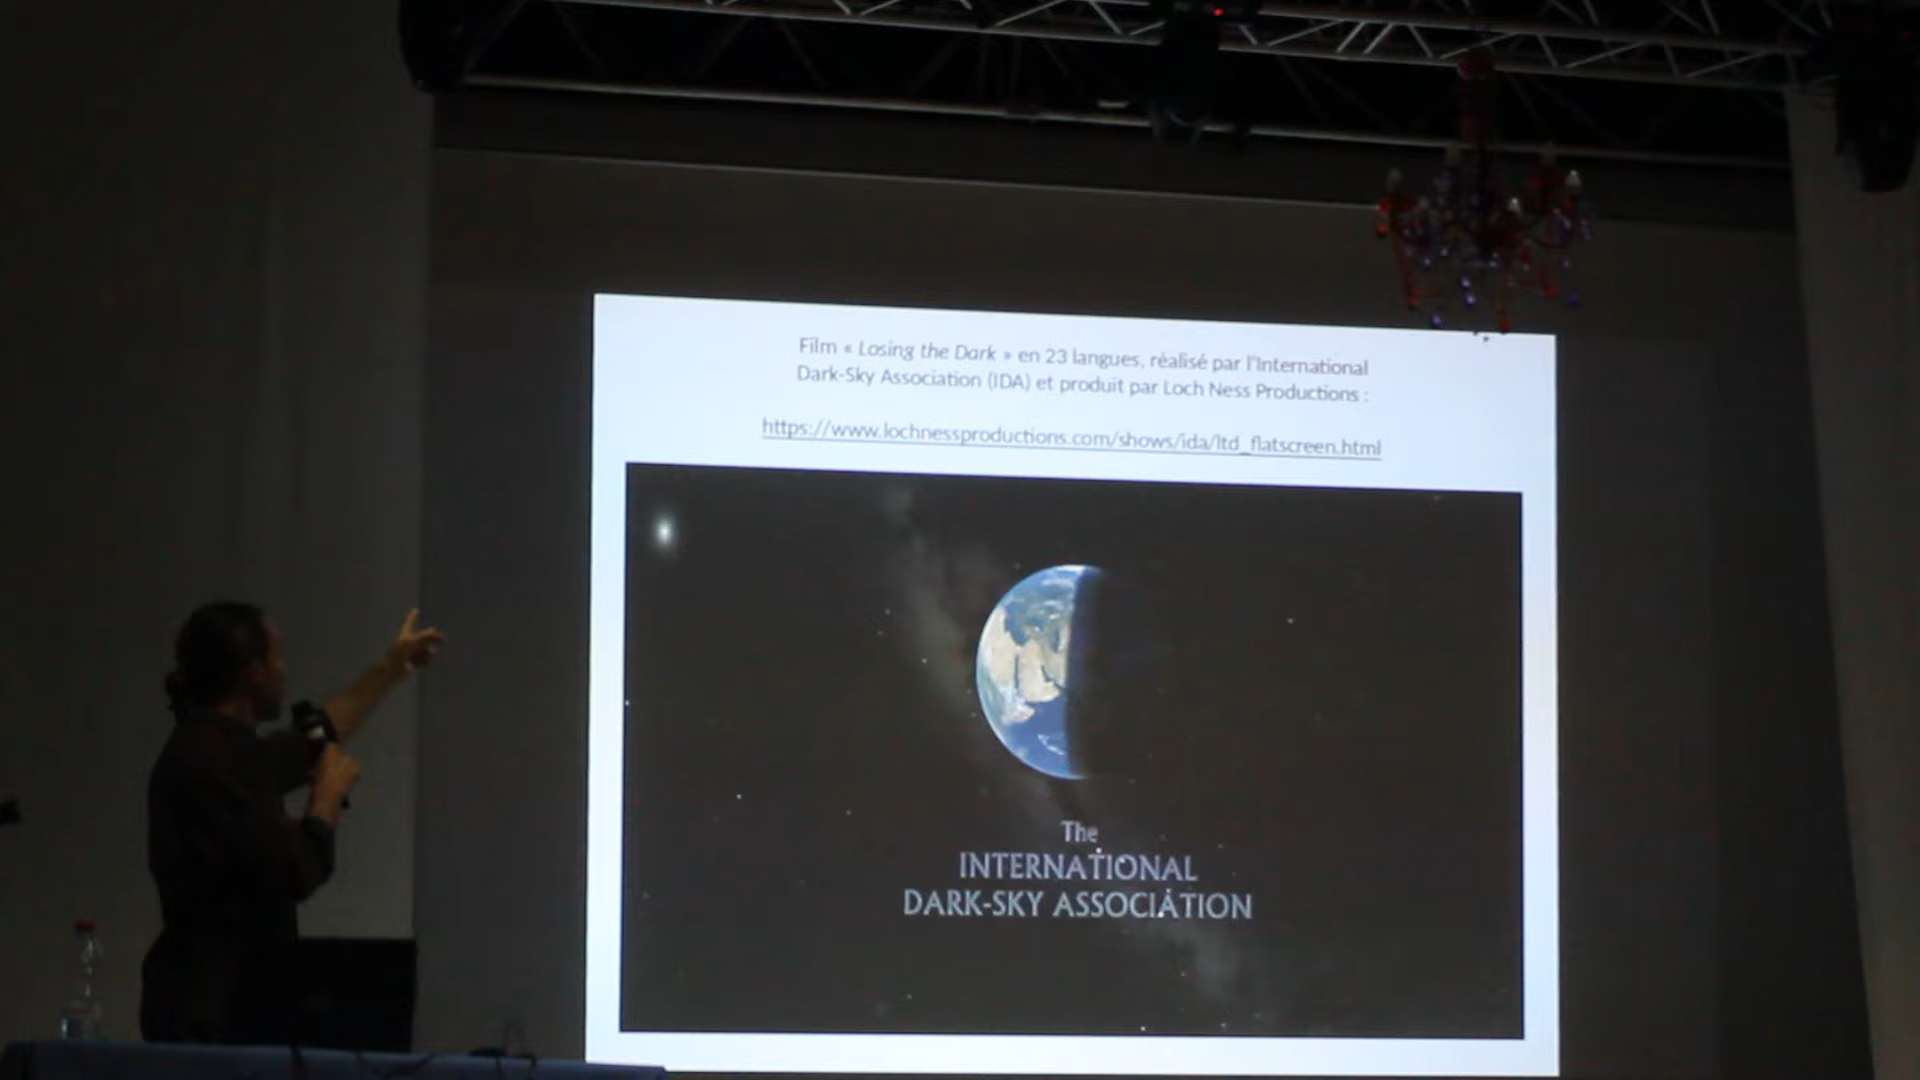 Film « Losing the Dark » en 23 langues, réalisé par l'International
Dark-Sky Association (IDA) et produit par Loch Ness Productions :
https://www.lochnessproductions.com/shows/ida/ltd_flatscreen.html
The
INTERNATIONAL
DARK-SKY ASSOCIATION